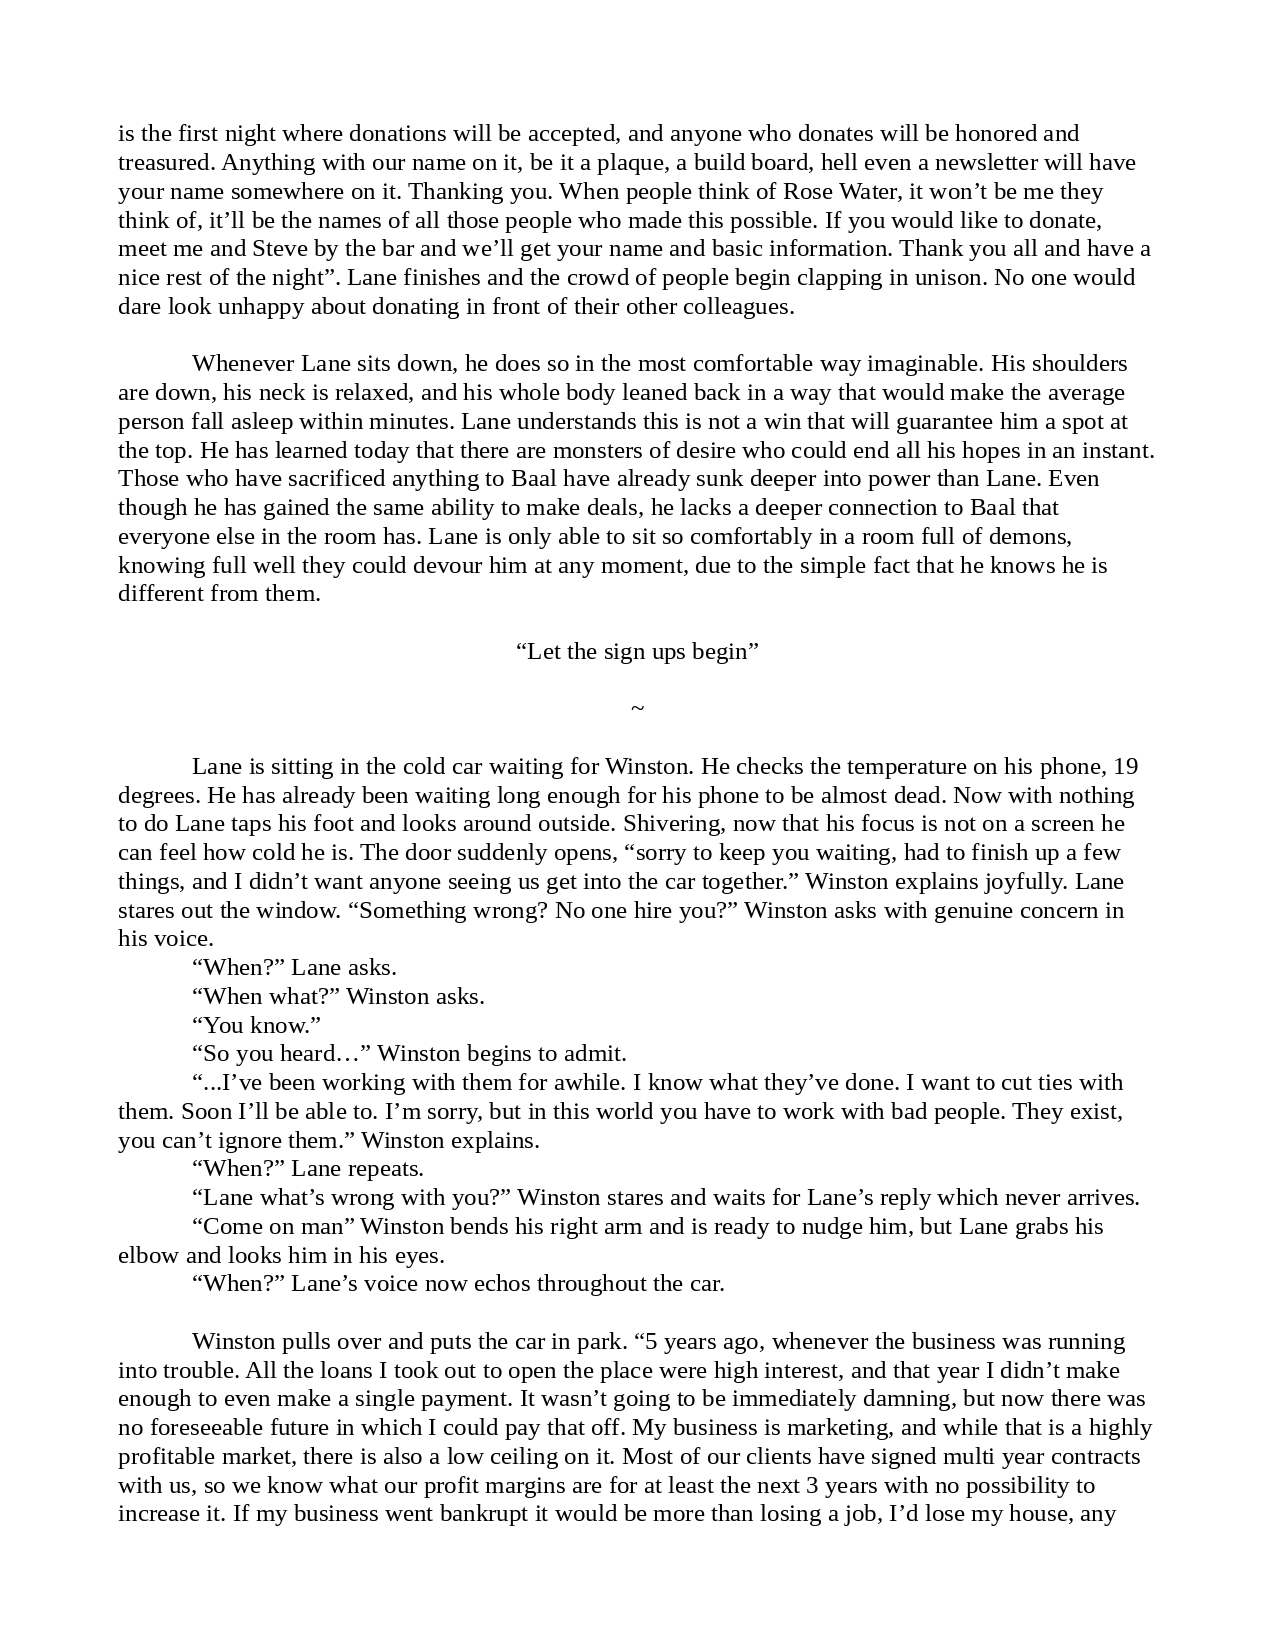 is the first night where donations will be accepted, and anyone who donates will be honored and
treasured. Anything with our name on it, be it a plaque, a build board, hell even a newsletter will have
your name somewhere on it. Thanking you. When people think of Rose Water, it won’t be me they
think of, it’ll be the names of all those people who made this possible. If you would like to donate,
meet me and Steve by the bar and we’ll get your name and basic information. Thank you all and have a
nice rest of the night”. Lane finishes and the crowd of people begin clapping in unison. No one would
dare look unhappy about donating in front of their other colleagues.
Whenever Lane sits down, he does so in the most comfortable way imaginable. His shoulders
are down, his neck is relaxed, and his whole body leaned back in a way that would make the average
person fall asleep within minutes. Lane understands this is not a win that will guarantee him a spot at
the top. He has learned today that there are monsters of desire who could end all his hopes in an instant.
Those who have sacrificed anything to Baal have already sunk deeper into power than Lane. Even
though he has gained the same ability to make deals, he lacks a deeper connection to Baal that
everyone else in the room has. Lane is only able to sit so comfortably in a room full of demons,
knowing full well they could devour him at any moment, due to the simple fact that he knows he is
different from them.
“Let the sign ups begin”
~
Lane is sitting in the cold car waiting for Winston. He checks the temperature on his phone, 19
degrees. He has already been waiting long enough for his phone to be almost dead. Now with nothing
to do Lane taps his foot and looks around outside. Shivering, now that his focus is not on a screen he
can feel how cold he is. The door suddenly opens, “sorry to keep you waiting, had to finish up a few
things, and I didn’t want anyone seeing us get into the car together.” Winston explains joyfully. Lane
stares out the window. “Something wrong? No one hire you?” Winston asks with genuine concern in
his voice.
“When?” Lane asks.
“When what?” Winston asks.
“You know.”
“So you heard…” Winston begins to admit.
“...I’ve been working with them for awhile. I know what they’ve done. I want to cut ties with
them. Soon I’ll be able to. I’m sorry, but in this world you have to work with bad people. They exist,
you can’t ignore them.” Winston explains.
“When?” Lane repeats.
“Lane what’s wrong with you?” Winston stares and waits for Lane’s reply which never arrives.
“Come on man” Winston bends his right arm and is ready to nudge him, but Lane grabs his
elbow and looks him in his eyes.
“When?” Lane’s voice now echos throughout the car.
Winston pulls over and puts the car in park. “5 years ago, whenever the business was running
into trouble. All the loans I took out to open the place were high interest, and that year I didn’t make
enough to even make a single payment. It wasn’t going to be immediately damning, but now there was
no foreseeable future in which I could pay that off. My business is marketing, and while that is a highly
profitable market, there is also a low ceiling on it. Most of our clients have signed multi year contracts
with us, so we know what our profit margins are for at least the next 3 years with no possibility to
increase it. If my business went bankrupt it would be more than losing a job, I’d lose my house, any